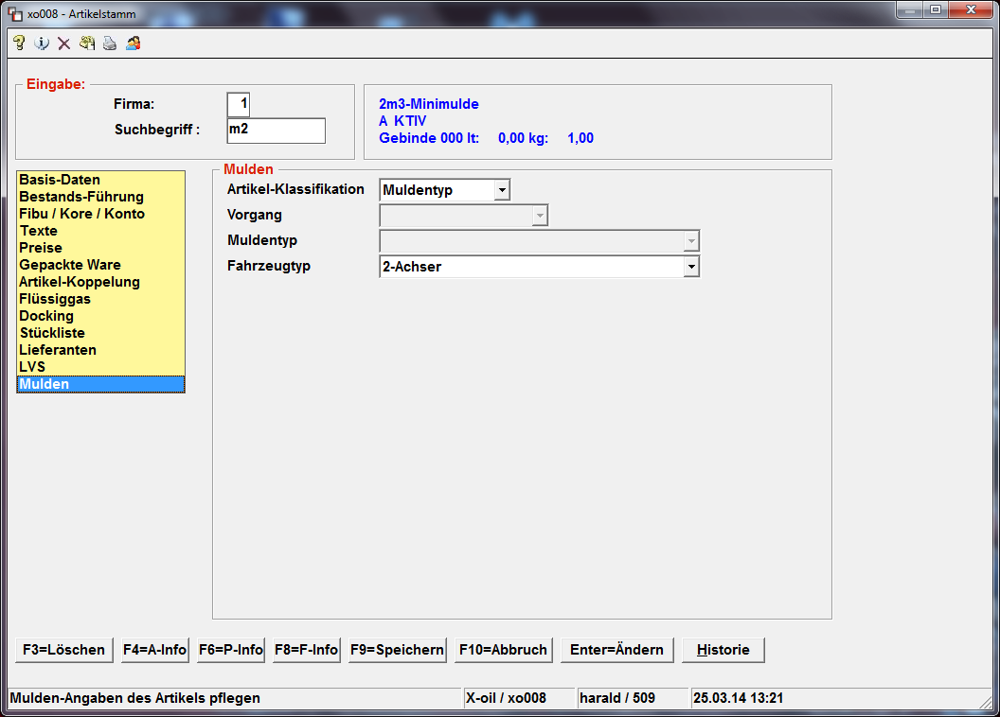 xo008 - Artikelstamm
Eingabe:
Firma: 1
Suchbegriff : m2
2m3-Minimulde
A KTIV
Gebinde 000 lt: 0,00 kg: 1,00
Basis-Daten
Bestands-Führung
Fibu / Kore / Konto
Texte
Preise
Gepackte Ware
Artikel-Koppelung
Flüssiggas
Docking
Stückliste
Lieferanten
LVS
Mulden
Mulden
Artikel-Klassifikation Muldentyp
Vorgang
Muldentyp
Fahrzeugtyp 2-Achser
F3=Löschen F4=A-Info F6=P-Info F8=F-Info F9=Speichern F10=Abbruch Enter=Ändern Historie
Mulden-Angaben des Artikels pflegen X-oil / xo008 harald / 509 25.03.14 13:21